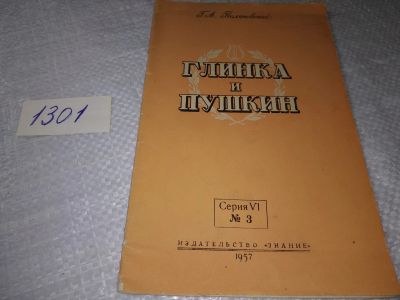 1301
ГЛИНКА
И
ПУШКИН
Серия VI
№ 3
ИЗДАТЕЛЬСТВО «ЗНАНИЕ»
1957